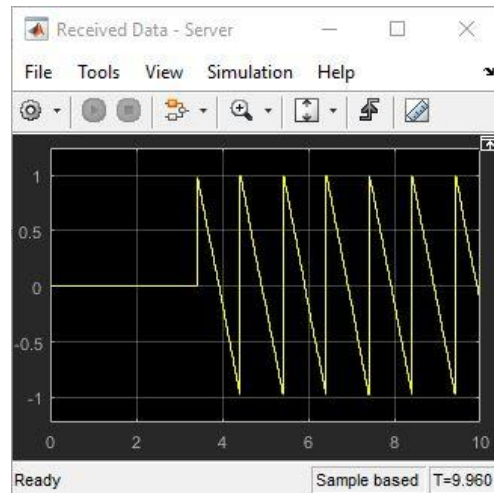 Received Data - Server
File Tools View Simulation Help
1
0.5
0
-0.5
-1
0 2 4 6 8 10
Ready Sample based T=9.960